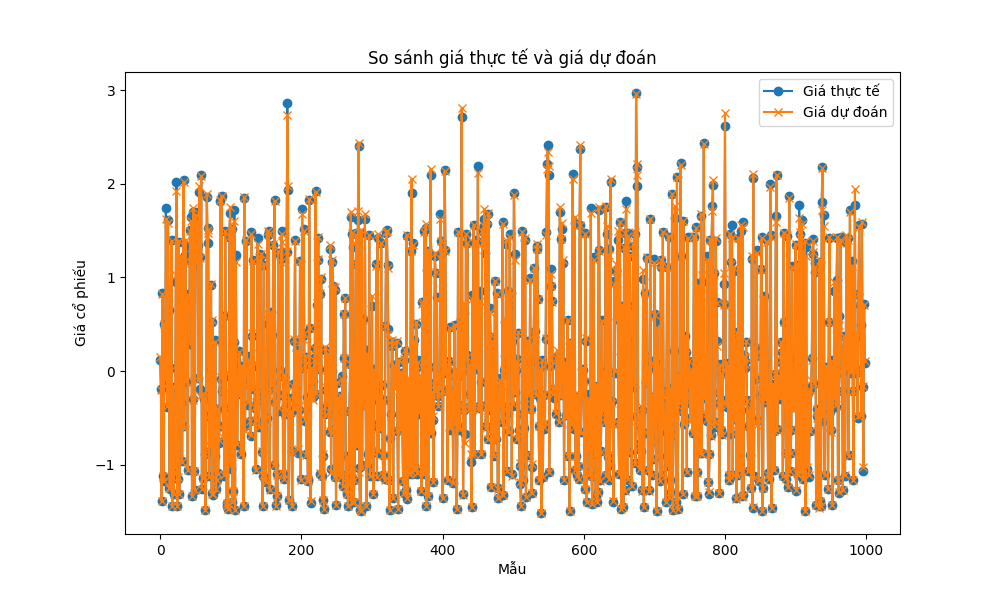 So sánh giá thực tế và giá dự đoán
Giá thực tế
Giá dự đoán
Giá cổ phiếu
3
2
1
0
−1
0 200 400 600 800 1000
Mẫu